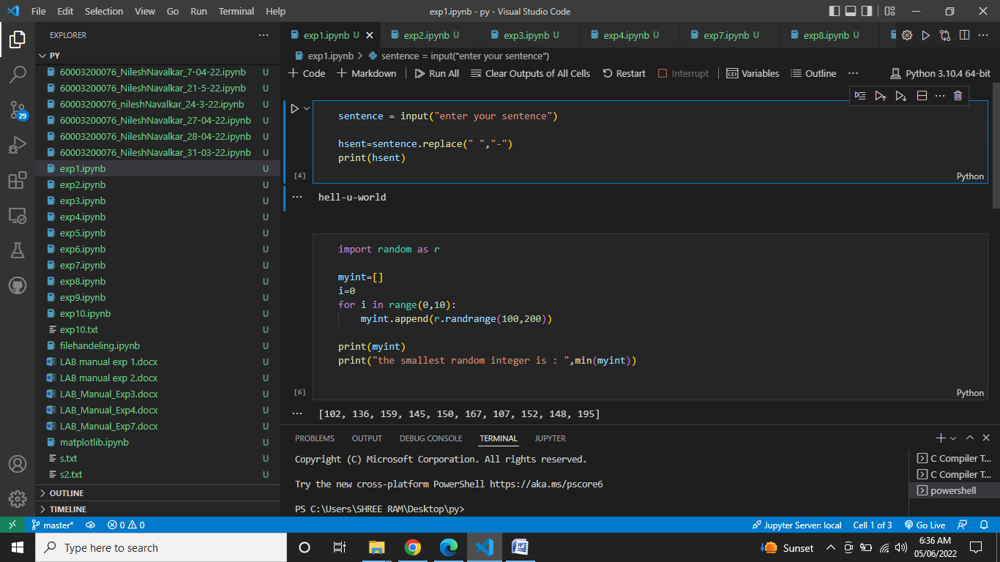 File Edit Selection View Go Run Terminal Help
exp1.ipynb - py - Visual Studio Code
EXPLORER
PY
60003200076_NileshNavalkar_7-04-22.ipynb U
60003200076_NileshNavalkar_21-5-22.ipynb U
60003200076_nileshNavalkar_24-3-22.ipynb U
60003200076_NileshNavalkar_27-04-22.ipynb U
60003200076_NileshNavalkar_28-04-22.ipynb U
60003200076_NileshNavalkar_31-03-22.ipynb U
exp1.ipynb U
exp2.ipynb U
exp3.ipynb U
exp4.ipynb U
exp5.ipynb U
exp6.ipynb U
exp7.ipynb U
exp8.ipynb U
exp9.ipynb U
exp10.ipynb U
exp10.txt U
filehandeling.ipynb U
LAB manual exp 1.docx U
LAB manual exp 2.docx U
LAB_Manual_Exp3.docx U
LAB_Manual_Exp4.docx U
LAB_Manual_Exp7.docx U
matplotlib.ipynb U
s.txt U
s2.txt U
OUTLINE
TIMELINE
29
exp1.ipynb U exp2.ipynb U exp3.ipynb U exp4.ipynb U exp7.ipynb U exp8.ipynb U
exp1.ipynb > sentence = input("enter your sentence")
Code Markdown Run All Clear Outputs of All Cells Restart Interrupt Variables Outline ... Python 3.10.4 64-bit
sentence = input("enter your sentence")
hsent=sentence.replace(" ","-")
print(hsent)
[4] Python
hell-u-world
import random as r
myint=[]
i=0
for i in range(0,10):
myint.append(r.randrange(100,200))
print(myint)
print("the smallest random integer is : ",min(myint))
[6] Python
[102, 136, 159, 145, 150, 167, 107, 152, 148, 195]
PROBLEMS OUTPUT DEBUG CONSOLE TERMINAL JUPYTER
Copyright (C) Microsoft Corporation. All rights reserved.
Try the new cross-platform PowerShell https://aka.ms/pscore6
PS C:\Users\SHREE RAM\Desktop\py>
C Compiler T...
C Compiler T...
powershell
master* 0 0 Jupyter Server: local Cell 1 of 3 Go Live
Type here to search
Sunset
6:36 AM
05/06/2022